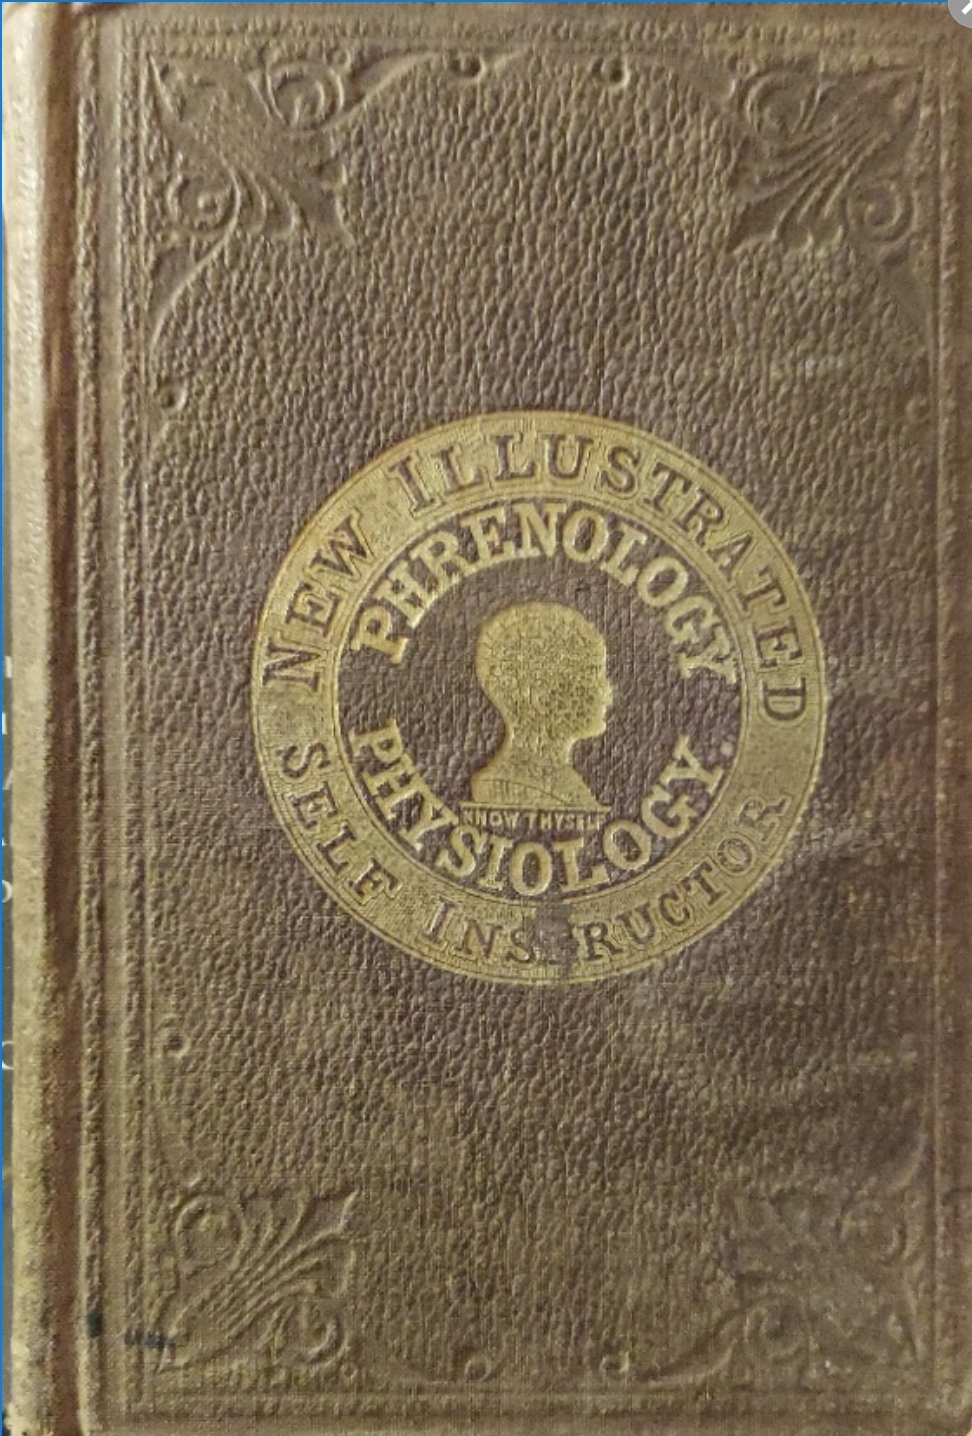 NEW ILLUSTRATED
PHRENOLOGY
KNOW THYSELF
PHYSIOLOGY.
SELF INSTRUCTOR